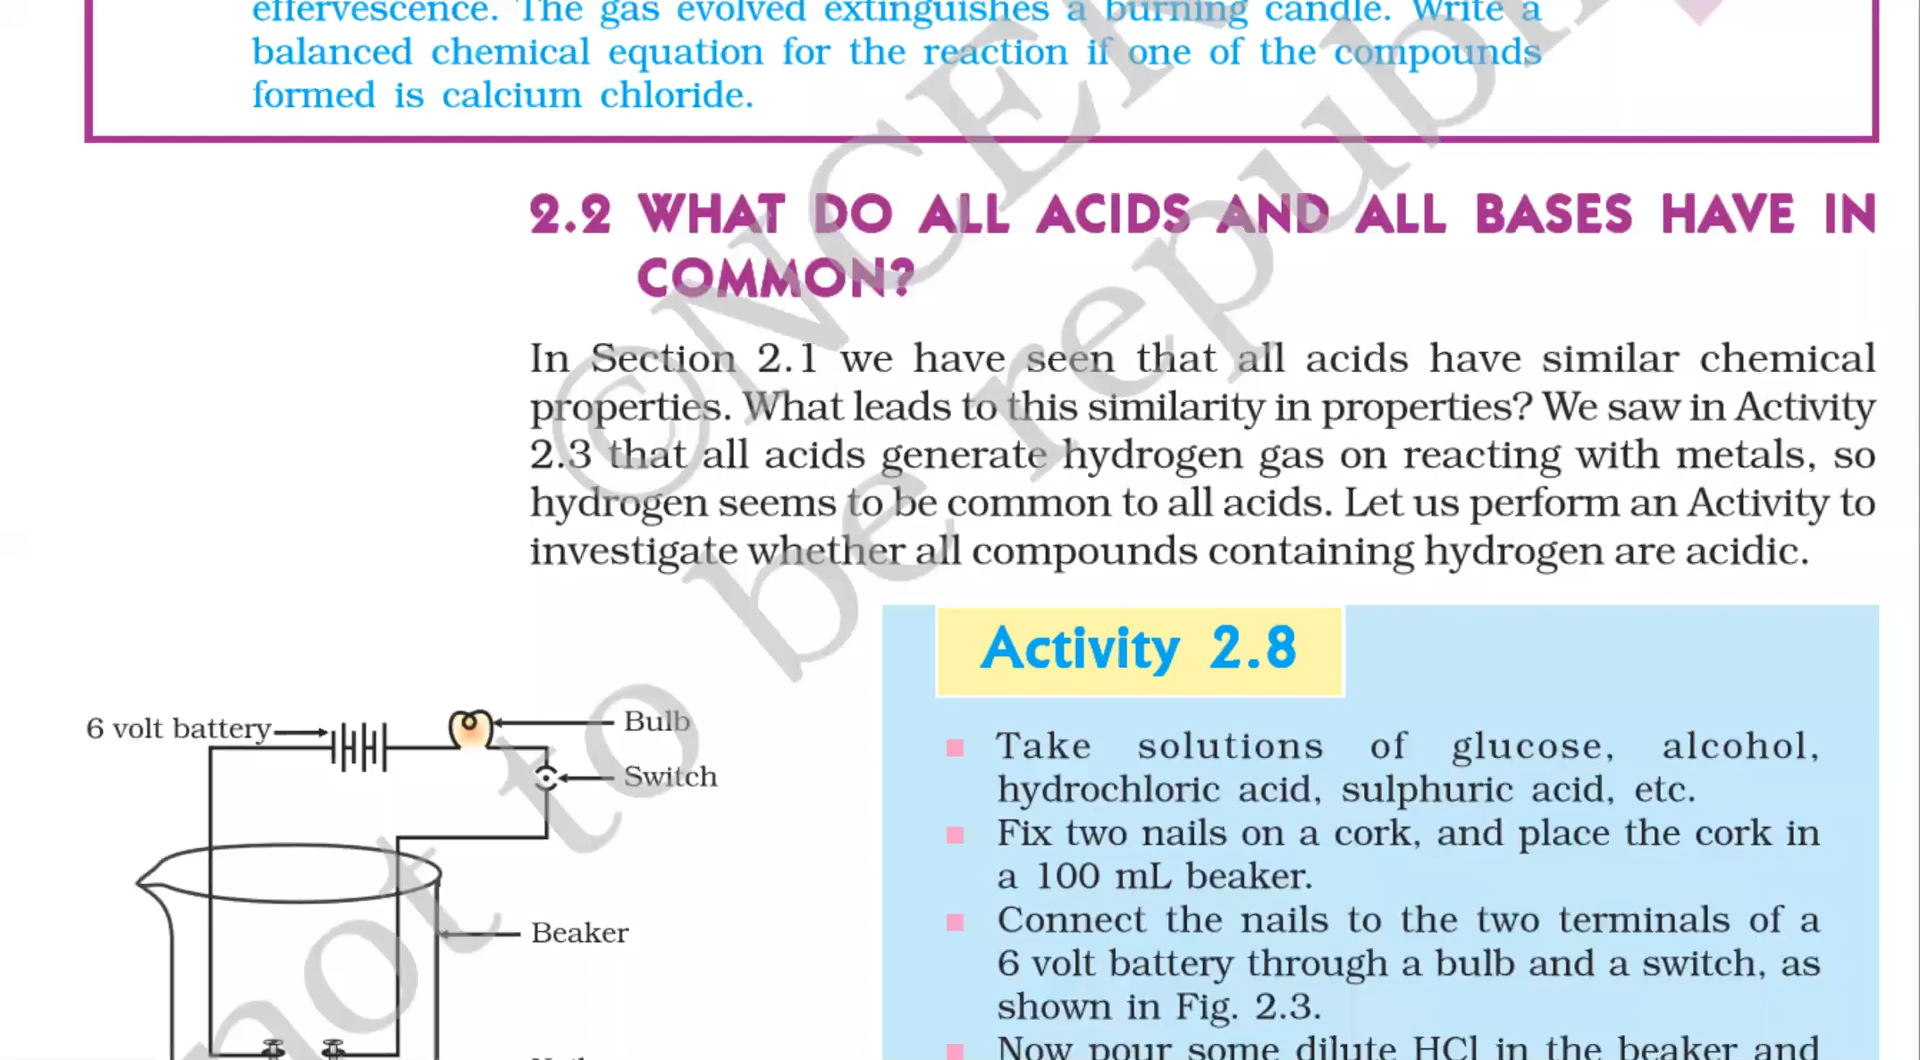 effervescence. The gas evolved extinguishes a burning candle. Write a
balanced chemical equation for the reaction if one of the compounds
formed is calcium chloride.
2.2 WHAT DO ALL ACIDS AND ALL BASES HAVE IN
COMMON?
In Section 2.1 we have seen that all acids have similar chemical
properties. What leads to this similarity in properties? We saw in Activity
2.3 that all acids generate hydrogen gas on reacting with metals, so
hydrogen seems to be common to all acids. Let us perform an Activity to
investigate whether all compounds containing hydrogen are acidic.
6 volt battery
Bulb
Switch
Beaker
Activity 2.8
Take solutions of glucose, alcohol,
hydrochloric acid, sulphuric acid, etc.
Fix two nails on a cork, and place the cork in
a 100 mL beaker.
Connect the nails to the two terminals of a
6 volt battery through a bulb and a switch, as
shown in Fig. 2.3.
Now pour some dilute HCl in the beaker and
©NCER
not to be republi